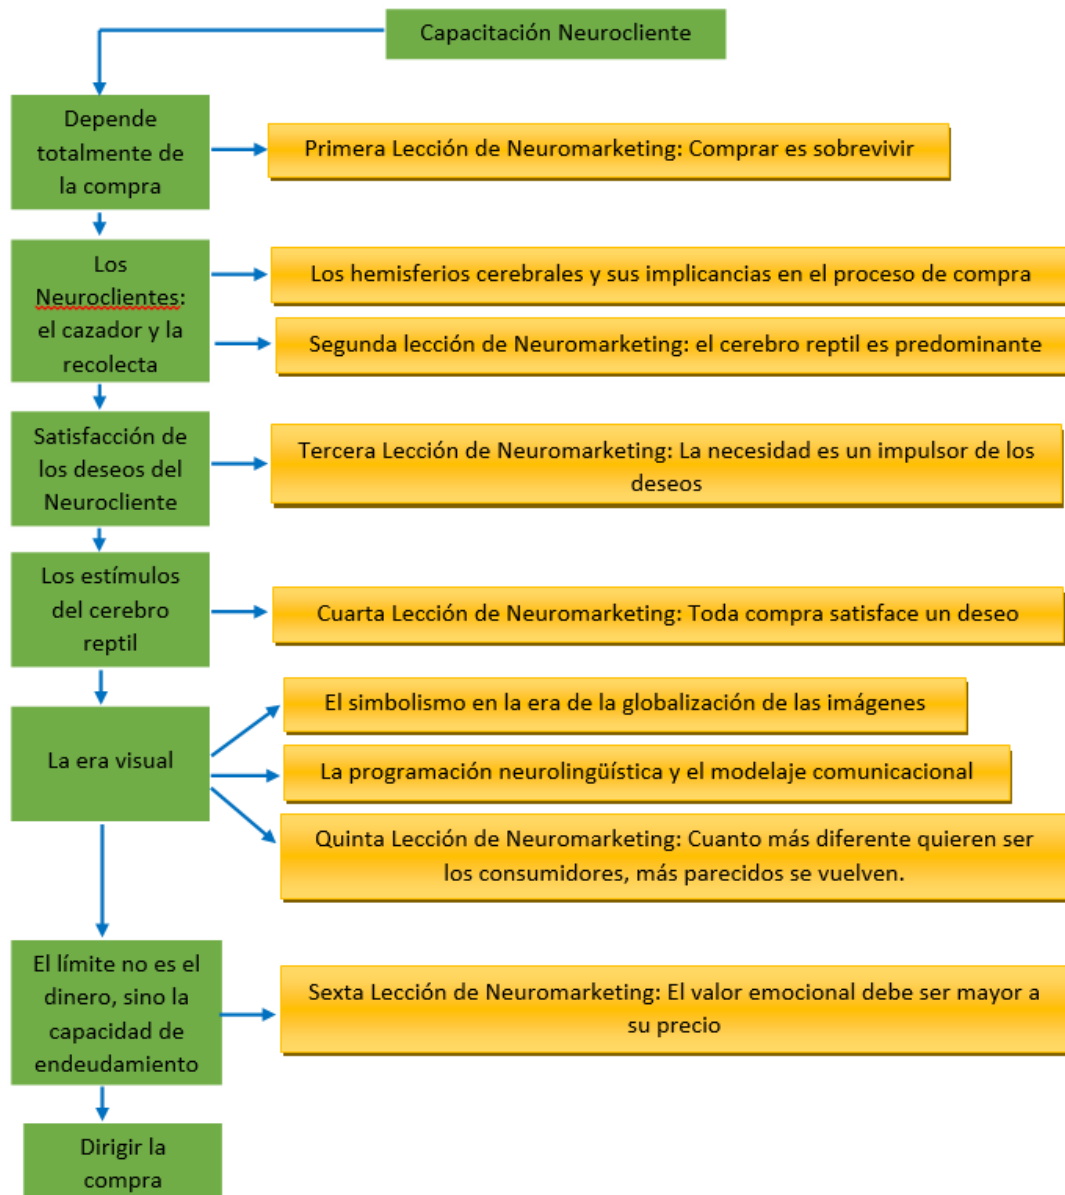 Capacitación Neurocliente
Depende
totalmente de
la compra
Primera Lección de Neuromarketing: Comprar es sobrevivir
Los
Neuroclientes:
el cazador y la
recolecta
Los hemisferios cerebrales y sus implicancias en el proceso de compra
Segunda lección de Neuromarketing: el cerebro reptil es predominante
Satisfacción de
los deseos del
Neurocliente
Tercera Lección de Neuromarketing: La necesidad es un impulsor de los
deseos
Los estímulos
del cerebro
reptil
Cuarta Lección de Neuromarketing: Toda compra satisface un deseo
La era visual
El simbolismo en la era de la globalización de las imágenes
La programación neurolingüística y el modelaje comunicacional
Quinta Lección de Neuromarketing: Cuanto más diferente quieren ser
los consumidores, más parecidos se vuelven.
El límite no es el
dinero, sino la
capacidad de
endeudamiento
Sexta Lección de Neuromarketing: El valor emocional debe ser mayor a
su precio
Dirigir la
compra